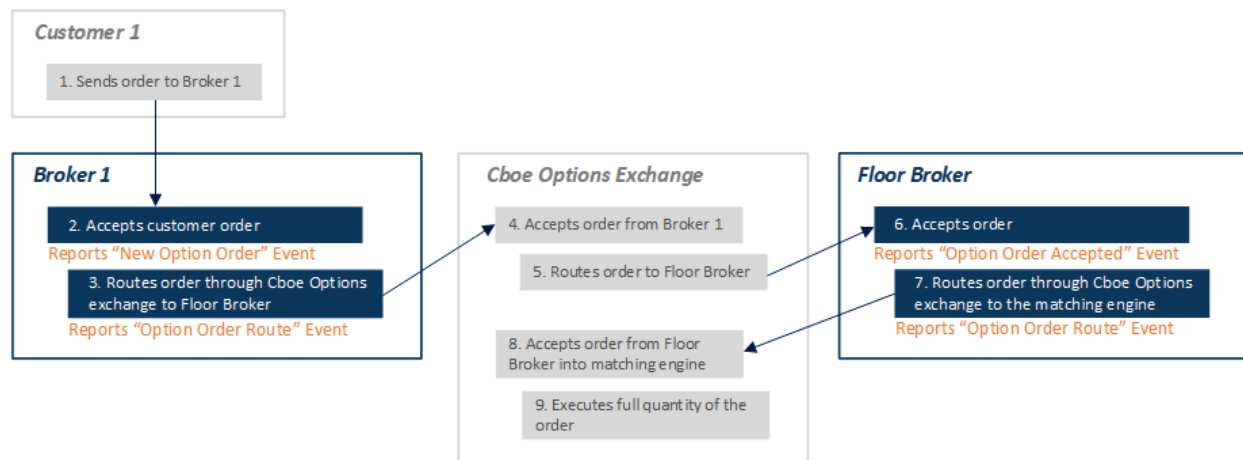 Customer 1
1. Sends order to Broker 1
Broker 1
2. Accepts customer order
Reports “New Option Order” Event
3. Routes order through Cboe Options
exchange to Floor Broker
Reports “Option Order Route” Event
Cboe Options Exchange
4. Accepts order from Broker 1
5. Routes order to Floor Broker
8. Accepts order from Floor
Broker into matching engine
9. Executes full quantity of the
order
Floor Broker
6. Accepts order
Reports “Option Order Accepted” Event
7. Routes order through Cboe Options
exchange to the matching engine
Reports “Option Order Route” Event